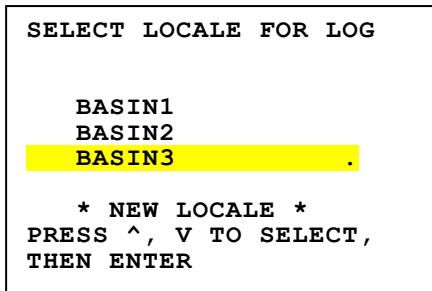 SELECT LOCALE FOR LOG
BASIN1
BASIN2
BASIN3 .
* NEW LOCALE *
PRESS ^, V TO SELECT,
THEN ENTER